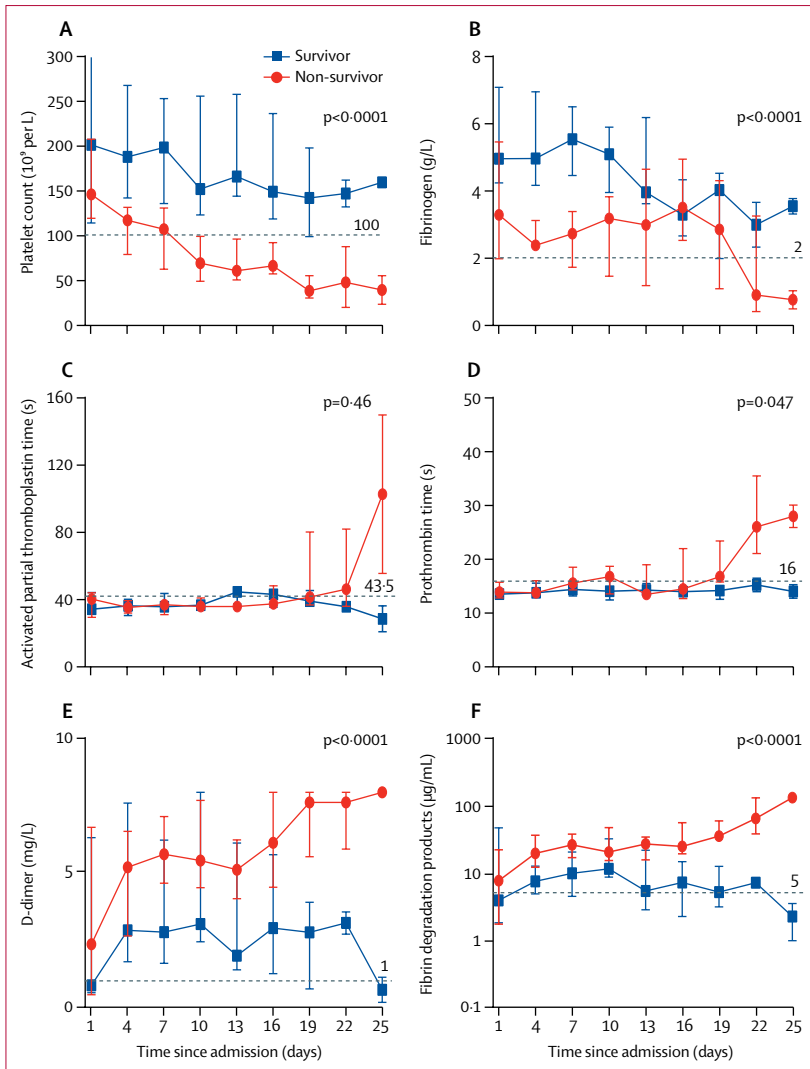 A
Platelet count (10⁹ per L)
300
250
200
150
100
50
0
Survivor
Non-survivor
p<0·0001
100
B
Fibrinogen (g/L)
8
6
4
2
0
p<0·0001
2
C
Activated partial thromboplastin time (s)
160
120
80
40
0
p=0·46
43·5
D
Prothrombin time (s)
50
40
30
20
10
0
p=0·047
16
E
D-dimer (mg/L)
10
5
0
p<0·0001
1
1 4 7 10 13 16 19 22 25
Time since admission (days)
F
Fibrin degradation products (μg/mL)
1000
100
10
1
0·1
p<0·0001
5
1 4 7 10 13 16 19 22 25
Time since admission (days)